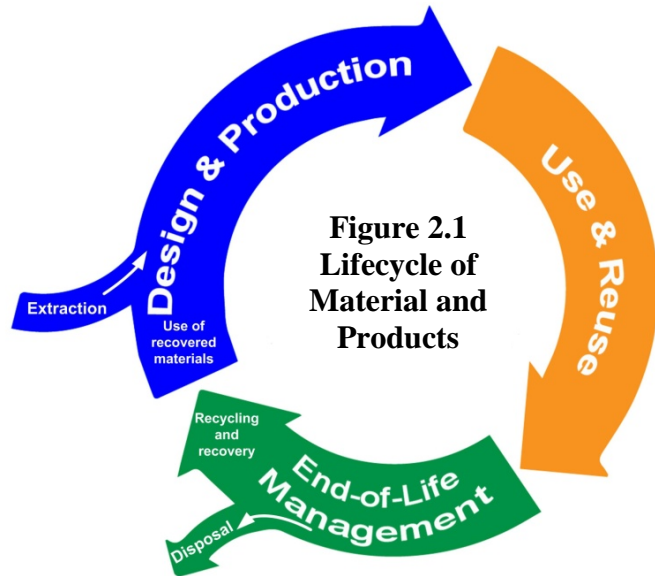 Figure 2.1
Lifecycle of
Material and
Products
Design & Production
Extraction
Use of
recovered
materials
Use & Reuse
End-of-Life
Management
Recycling
and
recovery
Disposal